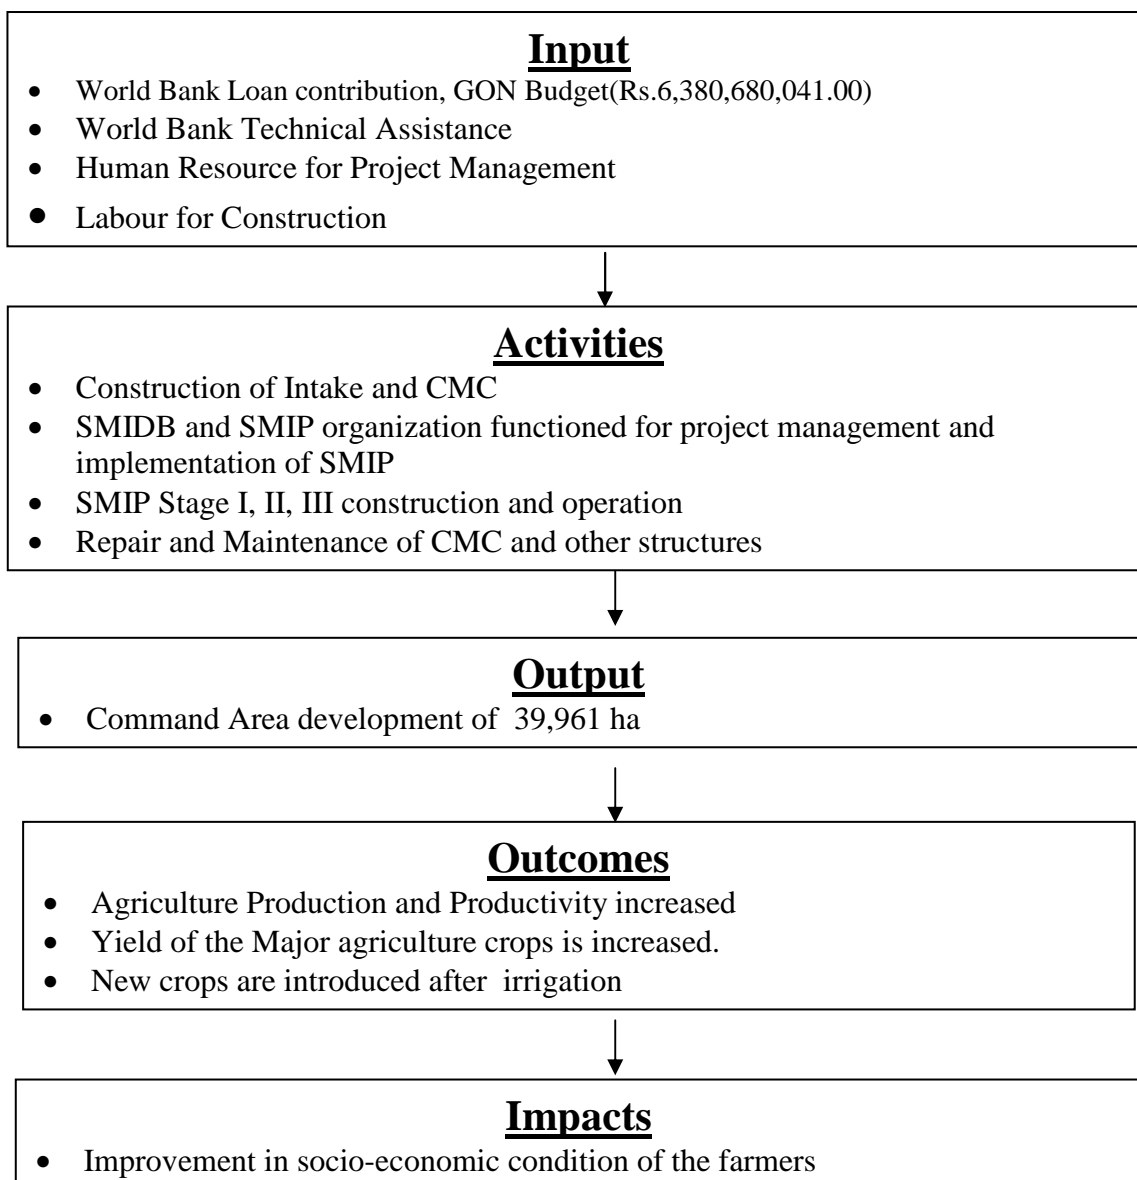 Input
• World Bank Loan contribution, GON Budget(Rs.6,380,680,041.00)
• World Bank Technical Assistance
• Human Resource for Project Management
• Labour for Construction
Activities
• Construction of Intake and CMC
• SMIDB and SMIP organization functioned for project management and
implementation of SMIP
• SMIP Stage I, II, III construction and operation
• Repair and Maintenance of CMC and other structures
Output
• Command Area development of 39,961 ha
Outcomes
• Agriculture Production and Productivity increased
• Yield of the Major agriculture crops is increased.
• New crops are introduced after irrigation
Impacts
• Improvement in socio-economic condition of the farmers